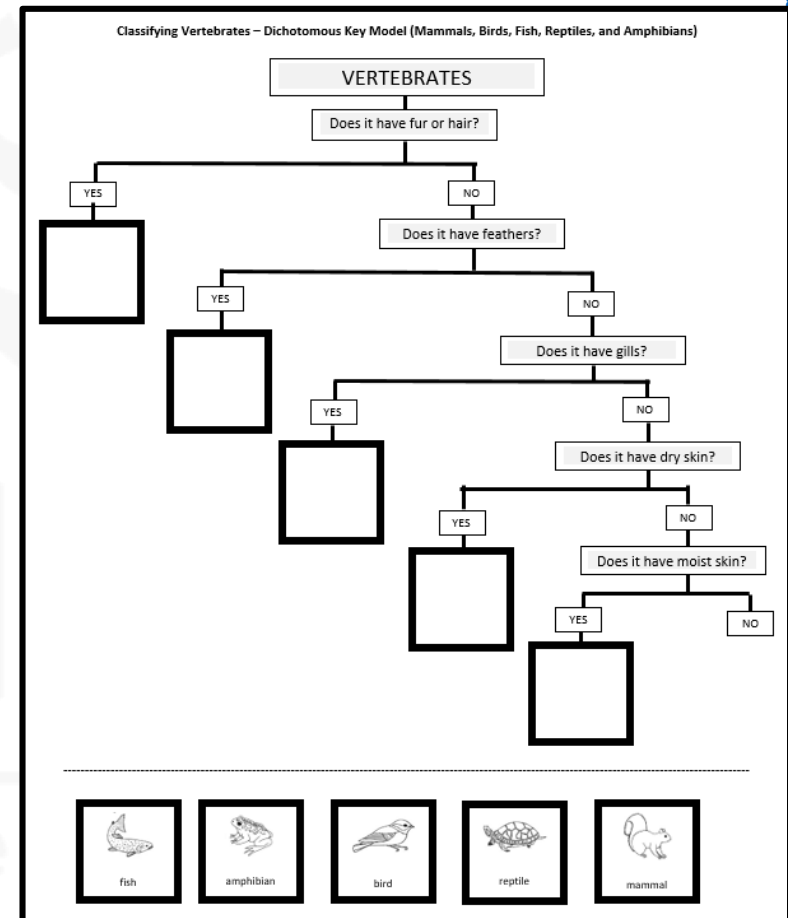 Classifying Vertebrates – Dichotomous Key Model (Mammals, Birds, Fish, Reptiles, and Amphibians)
VERTEBRATES
Does it have fur or hair?
YES
NO
Does it have feathers?
YES
NO
Does it have gills?
YES
NO
Does it have dry skin?
YES
NO
Does it have moist skin?
YES
NO
fish
amphibian
bird
reptile
mammal